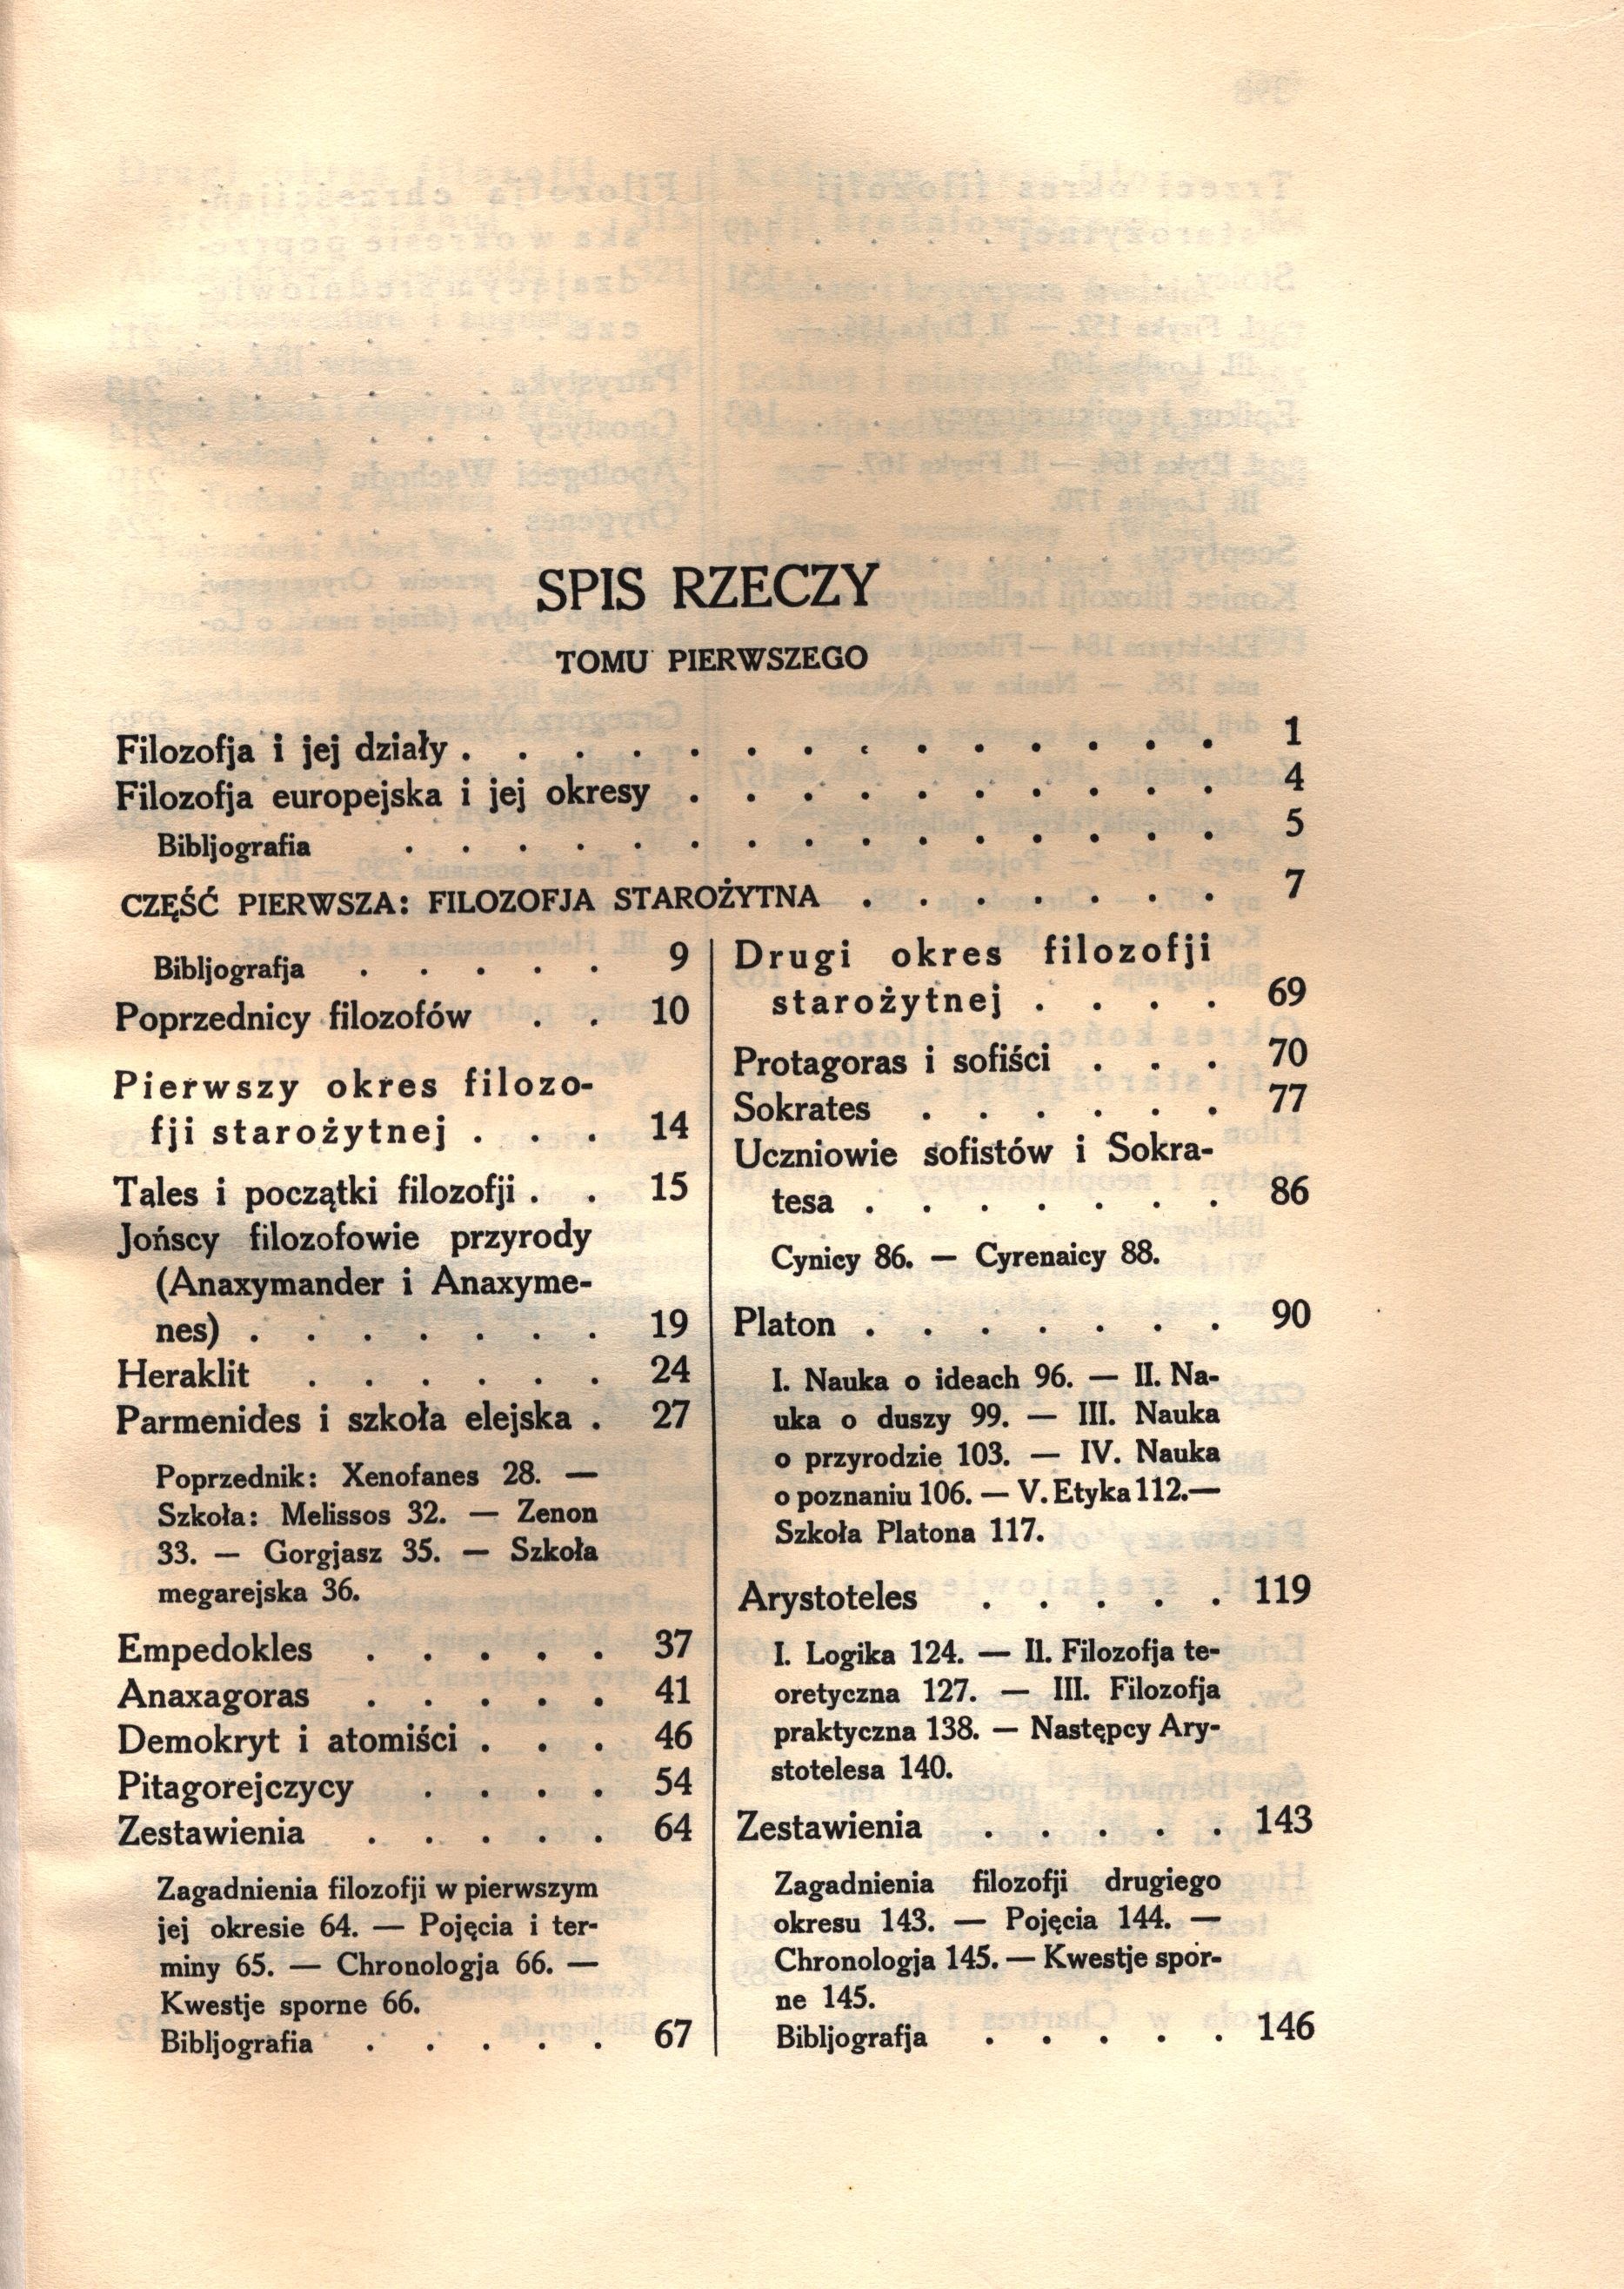 SPIS RZECZY
TOMU PIERWSZEGO
Filozofja i jej działy . . . . . . . . . . . . . . 1
Filozofja europejska i jej okresy . . . . . . . . . . 4
Bibljografia . . . . . . . . . . . . . . 5
CZĘŚĆ PIERWSZA: FILOZOFJA STAROŻYTNA . . . . . . . 7
Bibljografja . . . . . 9
Poprzednicy filozofów . . 10
Pierwszy okres filozo-
fji starożytnej . . . 14
Tales i początki filozofji . . 15
Jońscy filozofowie przyrody
(Anaxymander i Anaxyme-
nes) . . . . . . . 19
Heraklit . . . . . . 24
Parmenides i szkoła elejska . 27
Poprzednik: Xenofanes 28. —
Szkoła: Melissos 32. — Zenon
33. — Gorgjasz 35. — Szkoła
megarejska 36.
Empedokles . . . . . 37
Anaxagoras . . . . . 41
Demokryt i atomiści . . . 46
Pitagorejczycy . . . . 54
Zestawienia . . . . . 64
Zagadnienia filozofji w pierwszym
jej okresie 64. — Pojęcia i ter-
miny 65. — Chronologja 66. —
Kwestje sporne 66.
Bibljografia . . . . . 67
Drugi okres filozofji
starożytnej . . . . 69
Protagoras i sofiści . . . 70
Sokrates . . . . . . 77
Uczniowie sofistów i Sokra-
tesa . . . . . . . 86
Cynicy 86. — Cyrenaicy 88.
Platon . . . . . . . 90
I. Nauka o ideach 96. — II. Na-
uka o duszy 99. — III. Nauka
o przyrodzie 103. — IV. Nauka
o poznaniu 106. — V. Etyka 112. —
Szkoła Platona 117.
Arystoteles . . . . . 119
I. Logika 124. — II. Filozofja te-
oretyczna 127. — III. Filozofja
praktyczna 138. — Następcy Ary-
stotelesa 140.
Zestawienia . . . . . 143
Zagadnienia filozofji drugiego
okresu 143. — Pojęcia 144. —
Chronologja 145. — Kwestje spor-
ne 145.
Bibljografja . . . . . 146